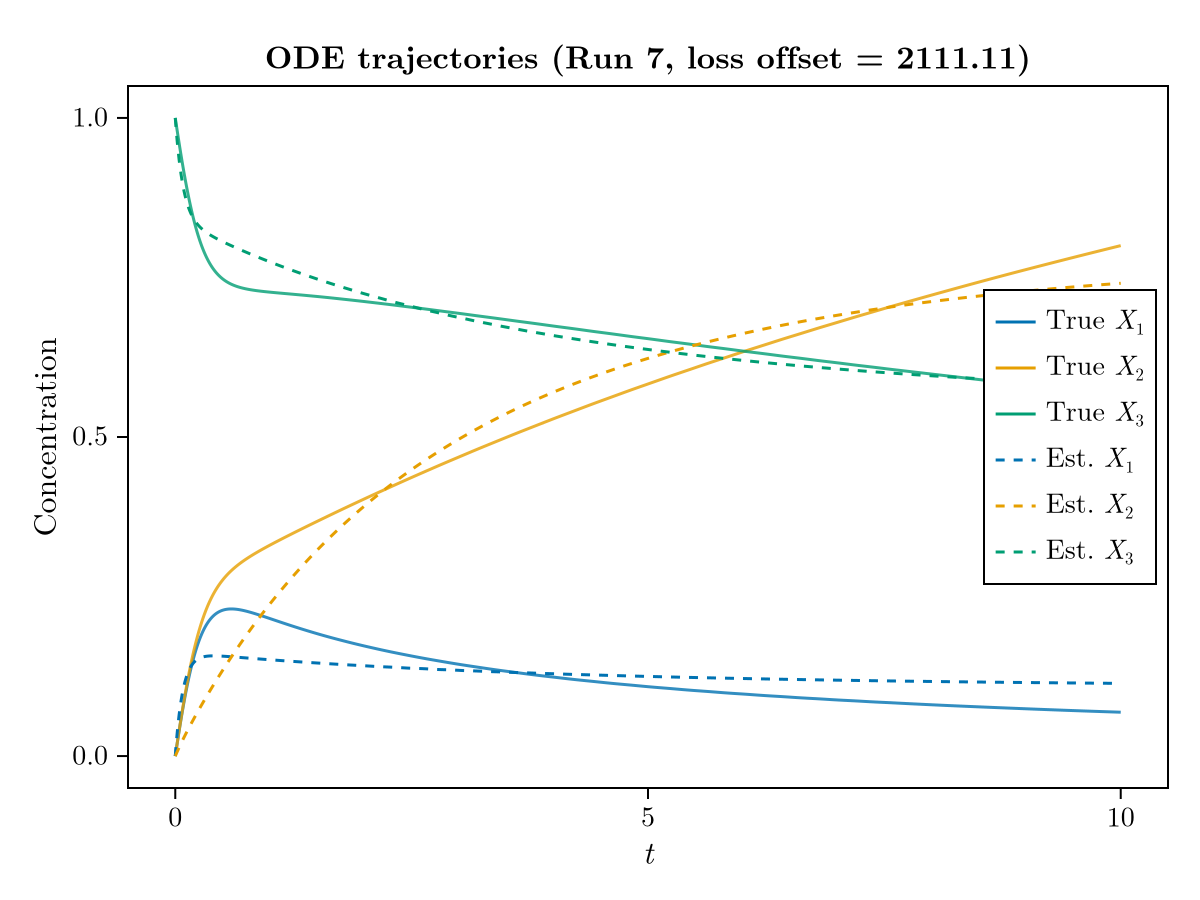 ODE trajectories (Run 7, loss offset = 2111.11)
Concentration
1.0
0.5
0.0
0
5
10
t
True X₁
True X₂
True X₃
Est. X₁
Est. X₂
Est. X₃